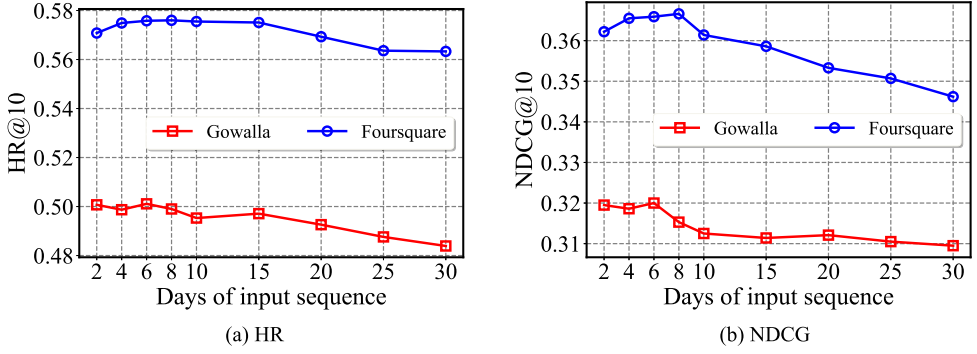 0.58
0.56
0.54
0.52
0.50
0.48
HR@10
Gowalla
Foursquare
2 4 6 8 10 15 20 25 30
Days of input sequence
(a) HR
0.36
0.35
0.34
0.33
0.32
0.31
NDCG@10
Gowalla
Foursquare
2 4 6 8 10 15 20 25 30
Days of input sequence
(b) NDCG